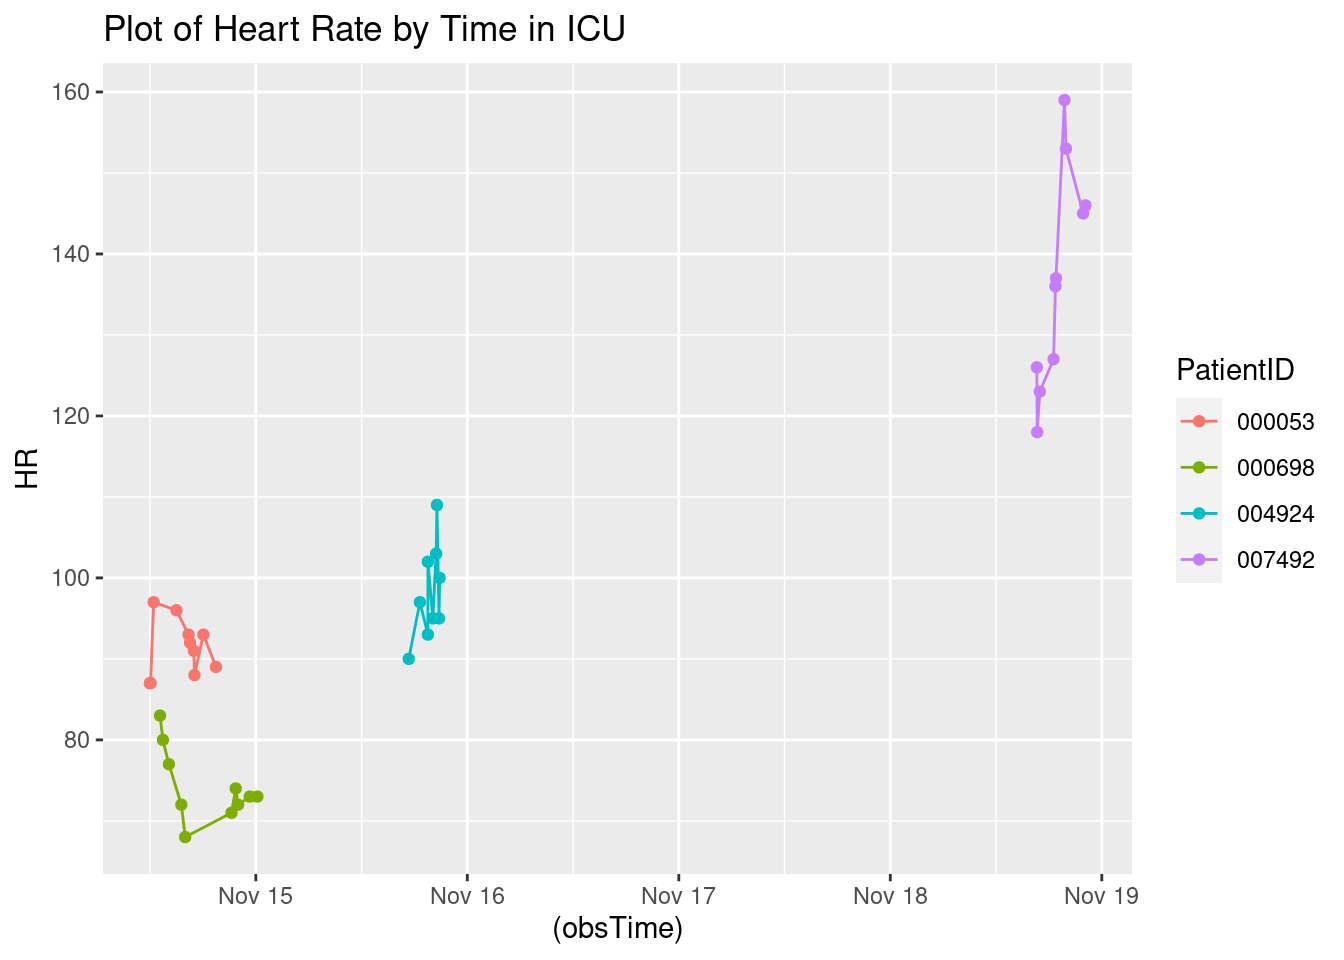 Plot of Heart Rate by Time in ICU
160
140
120
100
80
HR
Nov 15
Nov 16
Nov 17
Nov 18
Nov 19
(obsTime)
PatientID
000053
000698
004924
007492